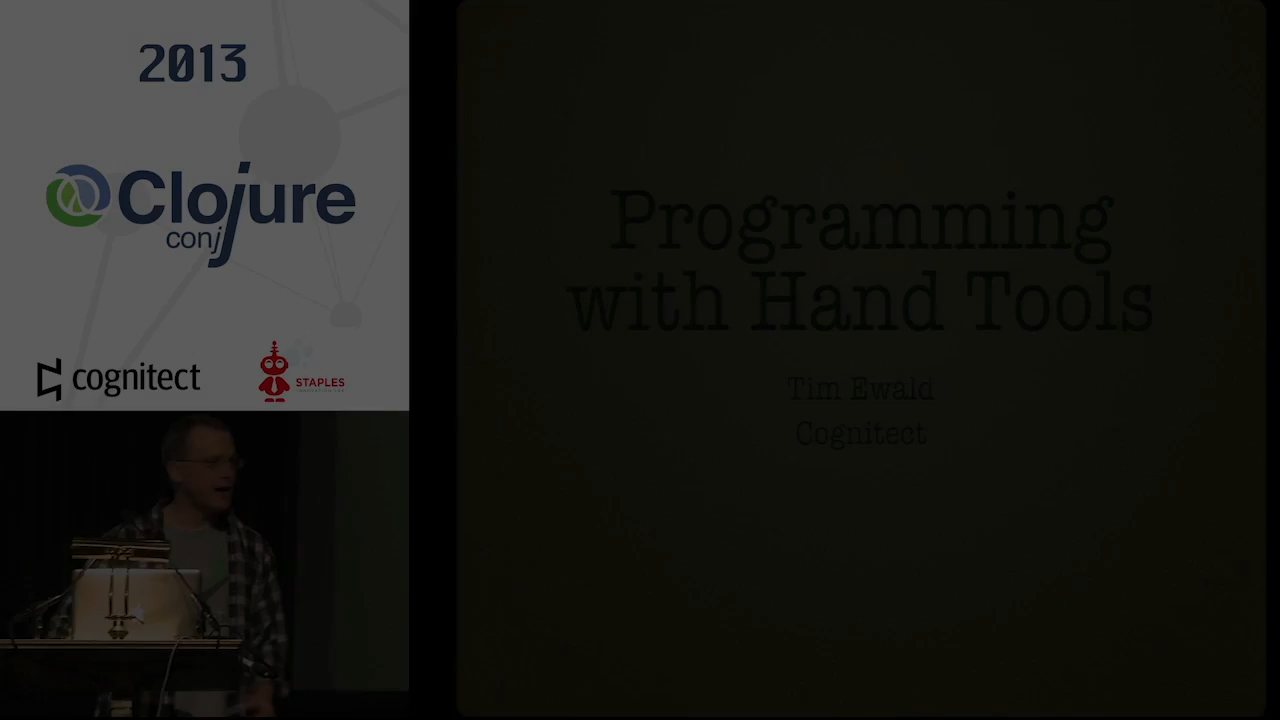 2013
Clojure
conj
cognitect
STAPLES
Programming
with Hand Tools
Tim Ewald
Cognitect